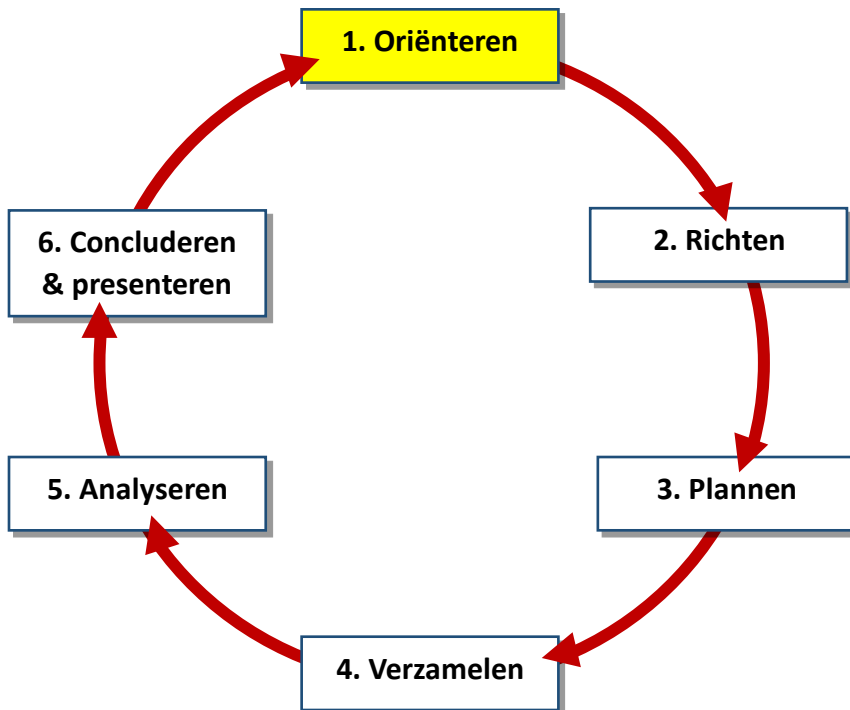 1. Oriënteren
2. Richten
3. Plannen
4. Verzamelen
5. Analyseren
6. Concluderen
& presenteren